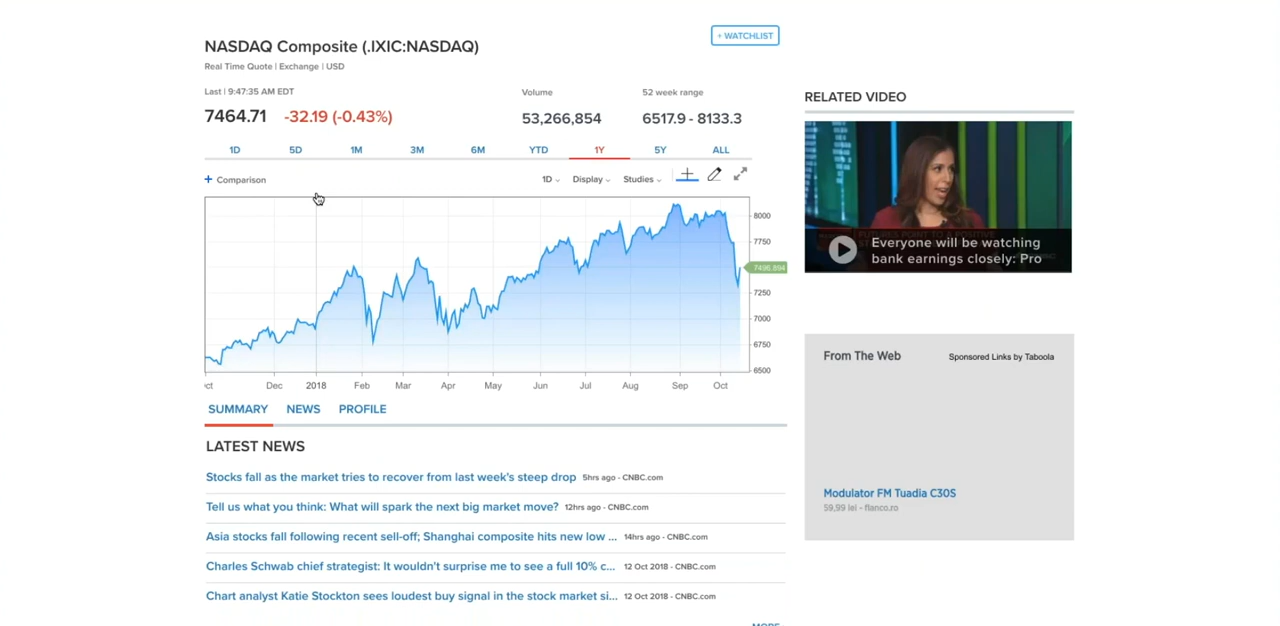 NASDAQ Composite (.IXIC:NASDAQ)
+ WATCHLIST
Real Time Quote | Exchange | USD
Last | 9:47:35 AM EDT
7464.71 -32.19 (-0.43%)
Volume
53,266,854
52 week range
6517.9 - 8133.3
1D 5D 1M 3M 6M YTD 1Y 5Y ALL
+ Comparison
1D Display Studies
8000
7750
7496.894
7250
7000
6750
6500
Dec 2018 Feb Mar Apr May Jun Jul Aug Sep Oct
SUMMARY NEWS PROFILE
LATEST NEWS
Stocks fall as the market tries to recover from last week's steep drop 5hrs ago - CNBC.com
Tell us what you think: What will spark the next big market move? 12hrs ago - CNBC.com
Asia stocks fall following recent sell-off; Shanghai composite hits new low ... 14hrs ago - CNBC.com
Charles Schwab chief strategist: It wouldn't surprise me to see a full 10% c... 12 Oct 2018 - CNBC.com
Chart analyst Katie Stockton sees loudest buy signal in the stock market si... 12 Oct 2018 - CNBC.com
RELATED VIDEO
Everyone will be watching
bank earnings closely: Pro
From The Web
Sponsored Links by Taboola
Modulator FM Tuadia C30S
59,99 lei - flanco.ro